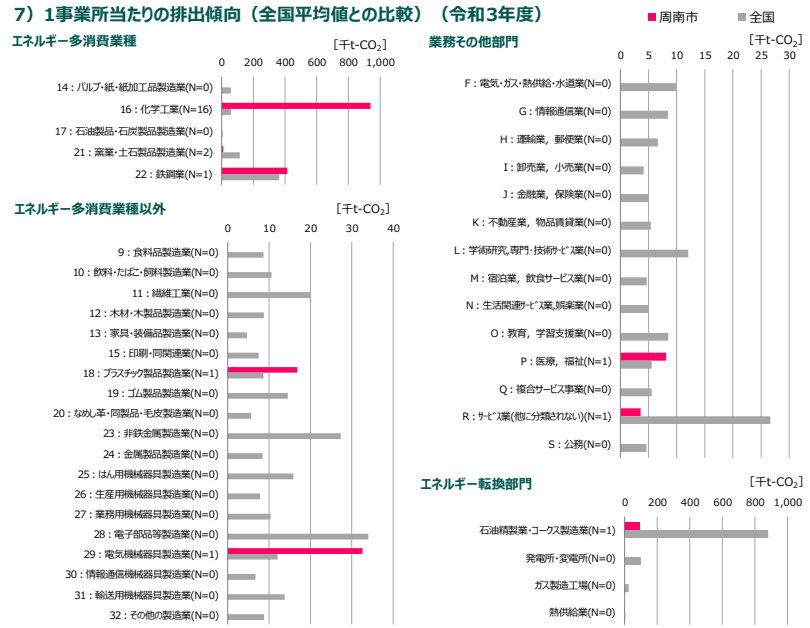 7）1事業所当たりの排出傾向（全国平均値との比較）（令和3年度）
周南市
全国
エネルギー多消費業種
［千t-CO2］
0 200 400 600 800 1,000
14：パルプ・紙・紙加工品製造業(N=0)
16：化学工業(N=16)
17：石油製品・石炭製品製造業(N=0)
21：窯業・土石製品製造業(N=2)
22：鉄鋼業(N=1)
エネルギー多消費業種以外
［千t-CO2］
0 10 20 30 40
9：食料品製造業(N=0)
10：飲料・たばこ・飼料製造業(N=0)
11：繊維工業(N=0)
12：木材・木製品製造業(N=0)
13：家具・装備品製造業(N=0)
15：印刷・同関連業(N=0)
18：プラスチック製品製造業(N=1)
19：ゴム製品製造業(N=0)
20：なめし革・同製品・毛皮製造業(N=0)
23：非鉄金属製造業(N=0)
24：金属製品製造業(N=0)
25：はん用機械器具製造業(N=0)
26：生産用機械器具製造業(N=0)
27：業務用機械器具製造業(N=0)
28：電子部品等製造業(N=0)
29：電気機械器具製造業(N=1)
30：情報通信機械器具製造業(N=0)
31：輸送用機械器具製造業(N=0)
32：その他の製造業(N=0)
業務その他部門
［千t-CO2］
0 5 10 15 20 25 30
F：電気・ガス・熱供給・水道業(N=0)
G：情報通信業(N=0)
H：運輸業，郵便業(N=0)
I：卸売業，小売業(N=0)
J：金融業，保険業(N=0)
K：不動産業，物品賃貸業(N=0)
L：学術研究,専門・技術ｻｰﾋﾞｽ業(N=0)
M：宿泊業，飲食サービス業(N=0)
N：生活関連ｻｰﾋﾞｽ業,娯楽業(N=0)
O：教育，学習支援業(N=0)
P：医療，福祉(N=1)
Q：複合サービス事業(N=0)
R：ｻｰﾋﾞｽ業(他に分類されない)(N=1)
S：公務(N=0)
エネルギー転換部門
［千t-CO2］
0 200 400 600 800 1,000
石油精製業・コークス製造業(N=1)
発電所・変電所(N=0)
ガス製造工場(N=0)
熱供給業(N=0)